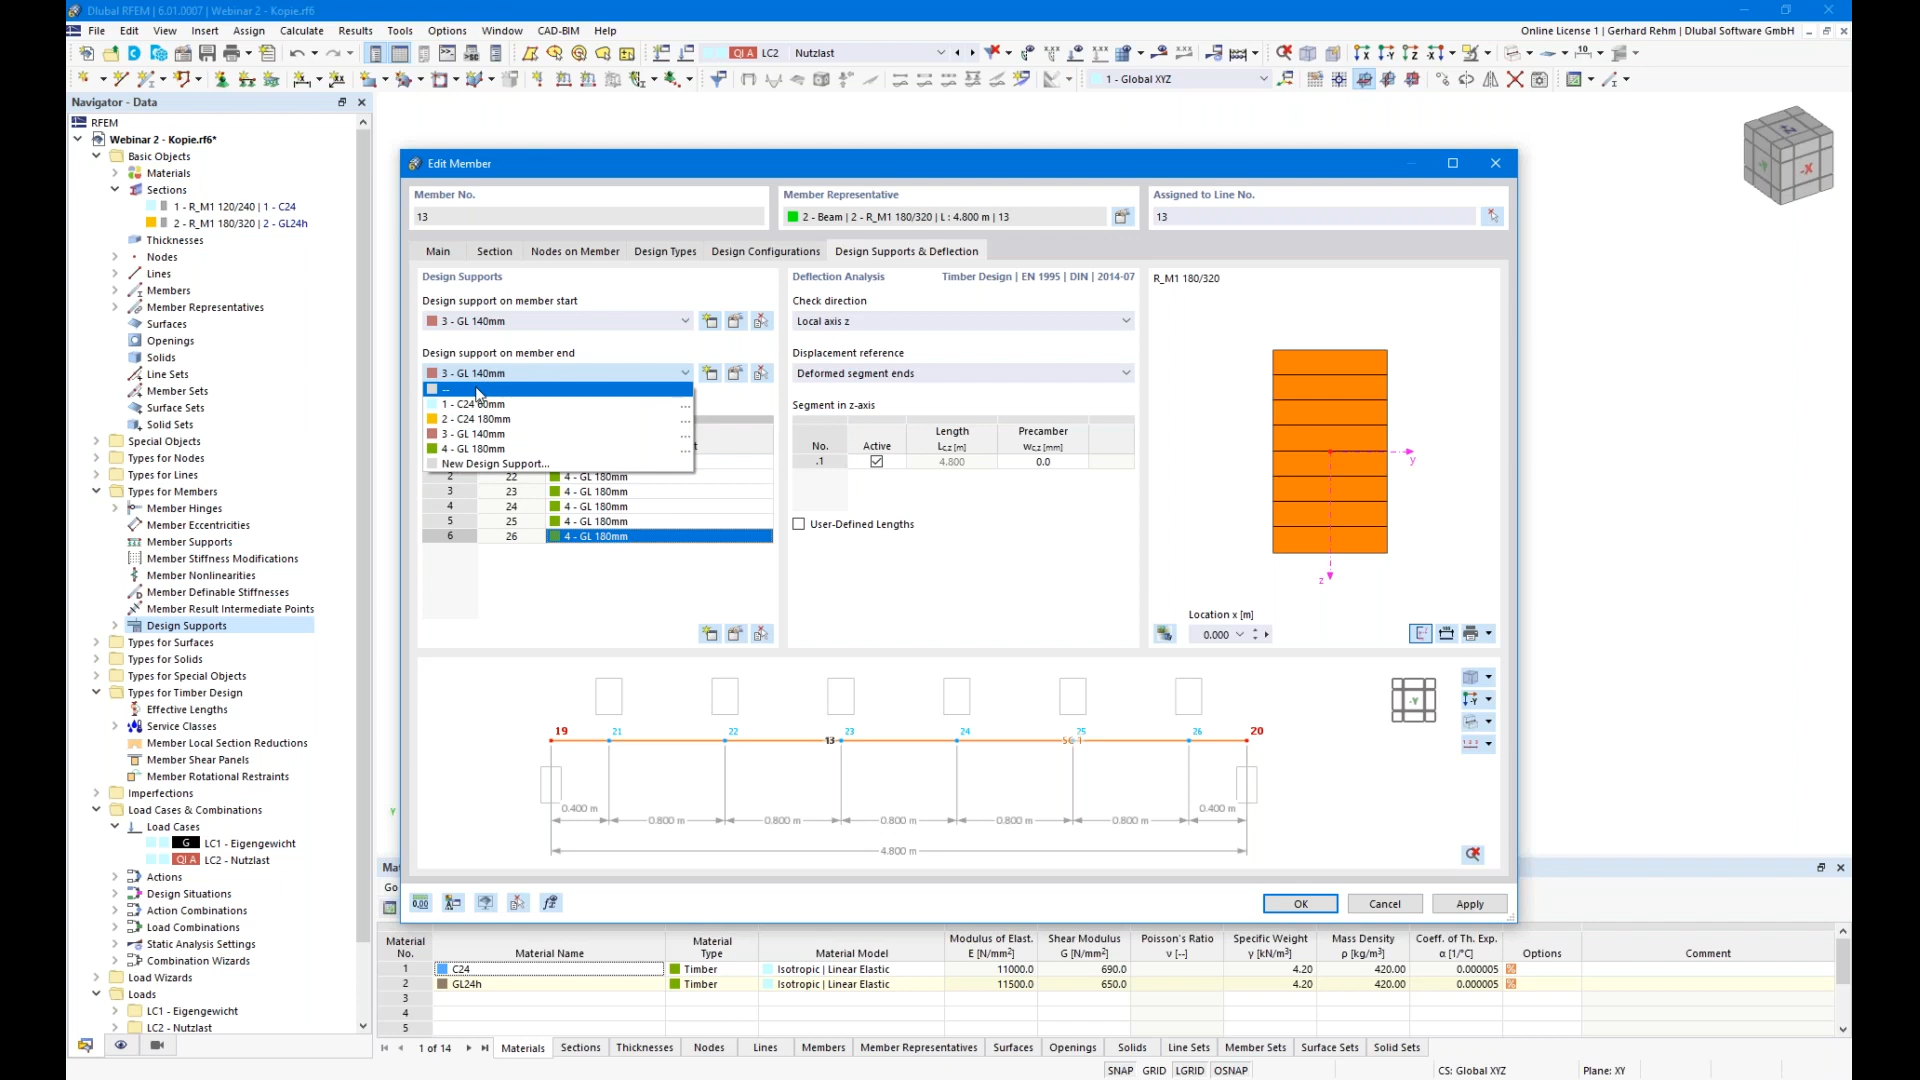 Dlubal RFEM | 6.01.0007 | Webinar 2 - Kopie.rf6
File Edit View Insert Assign Calculate Results Tools Options Window CAD-BIM Help
Online License 1 | Gerhard Rehm | Dlubal Software GmbH
QI A LC2 Nutzlast
1 - Global XYZ
Navigator - Data
RFEM
Webinar 2 - Kopie.rf6*
Basic Objects
Materials
Sections
1 - R_M1 120/240 | 1 - C24
2 - R_M1 180/320 | 2 - GL24h
Thicknesses
Nodes
Lines
Members
Member Representatives
Surfaces
Openings
Solids
Line Sets
Member Sets
Surface Sets
Solid Sets
Special Objects
Types for Nodes
Types for Lines
Types for Members
Member Hinges
Member Eccentricities
Member Supports
Member Stiffness Modifications
Member Nonlinearities
Member Definable Stiffnesses
Member Result Intermediate Points
Design Supports
Types for Surfaces
Types for Solids
Types for Special Objects
Types for Timber Design
Effective Lengths
Service Classes
Member Local Section Reductions
Member Shear Panels
Member Rotational Restraints
Imperfections
Load Cases & Combinations
Load Cases
G LC1 - Eigengewicht
QI A LC2 - Nutzlast
Actions
Design Situations
Action Combinations
Load Combinations
Static Analysis Settings
Combination Wizards
Load Wizards
Loads
LC1 - Eigengewicht
LC2 - Nutzlast
Edit Member
Member No.
13
Member Representative
2 - Beam | 2 - R_M1 180/320 | L : 4.800 m | 13
Assigned to Line No.
13
Main Section Nodes on Member Design Types Design Configurations Design Supports & Deflection
Design Supports
Design support on member start
3 - GL 140mm
Design support on member end
3 - GL 140mm
--
1 - C24 60mm ...
2 - C24 180mm ...
3 - GL 140mm ...
4 - GL 180mm ...
New Design Support...
2 22 4 - GL 180mm
3 23 4 - GL 180mm
4 24 4 - GL 180mm
5 25 4 - GL 180mm
6 26 4 - GL 180mm
Deflection Analysis Timber Design | EN 1995 | DIN | 2014-07
Check direction
Local axis z
Displacement reference
Deformed segment ends
Segment in z-axis
No. Active Length Lc,z [m] Precamber wc,z [mm]
.1 4.800 0.0
User-Defined Lengths
R_M1 180/320
y
z
Location x [m]
0.000
19 21 22 23 24 25 26 20
13 SC 1
0.400 m 0.400 m
0.800 m 0.800 m 0.800 m 0.800 m 0.800 m
4.800 m
-Y
OK Cancel Apply
Y
Ma
Go
Material No. Material Name Material Type Material Model Modulus of Elast. E [N/mm²] Shear Modulus G [N/mm²] Poisson's Ratio ν [--] Specific Weight γ [kN/m³] Mass Density ρ [kg/m³] Coeff. of Th. Exp. α [1/°C] Options Comment
1 C24 Timber Isotropic | Linear Elastic 11000.0 690.0 4.20 420.00 0.000005
2 GL24h Timber Isotropic | Linear Elastic 11500.0 650.0 4.20 420.00 0.000005
3
4
5
1 of 14 Materials Sections Thicknesses Nodes Lines Members Member Representatives Surfaces Openings Solids Line Sets Member Sets Surface Sets Solid Sets
SNAP GRID LGRID OSNAP CS: Global XYZ Plane: XY